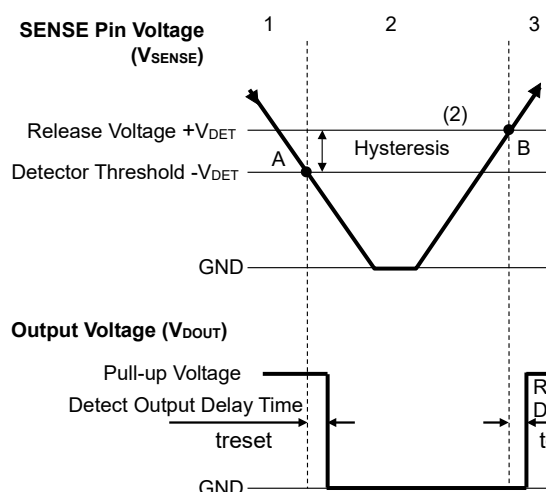 1 2 3
SENSE Pin Voltage
(VSENSE)
(2)
Release Voltage +VDET
A Hysteresis B
Detector Threshold -VDET
GND
Output Voltage (VDOUT)
Pull-up Voltage
R
Detect Output Delay Time D
treset t
GND